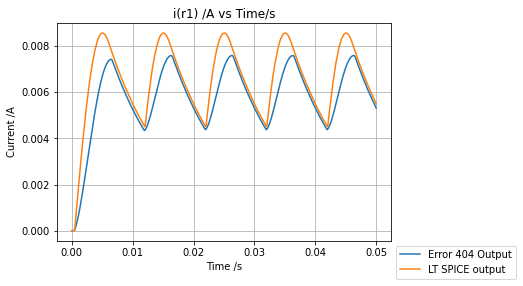 i(r1) /A vs Time/s
Current /A
0.008
0.006
0.004
0.002
0.000
0.00 0.01 0.02 0.03 0.04 0.05
Time /s
Error 404 Output
LT SPICE output